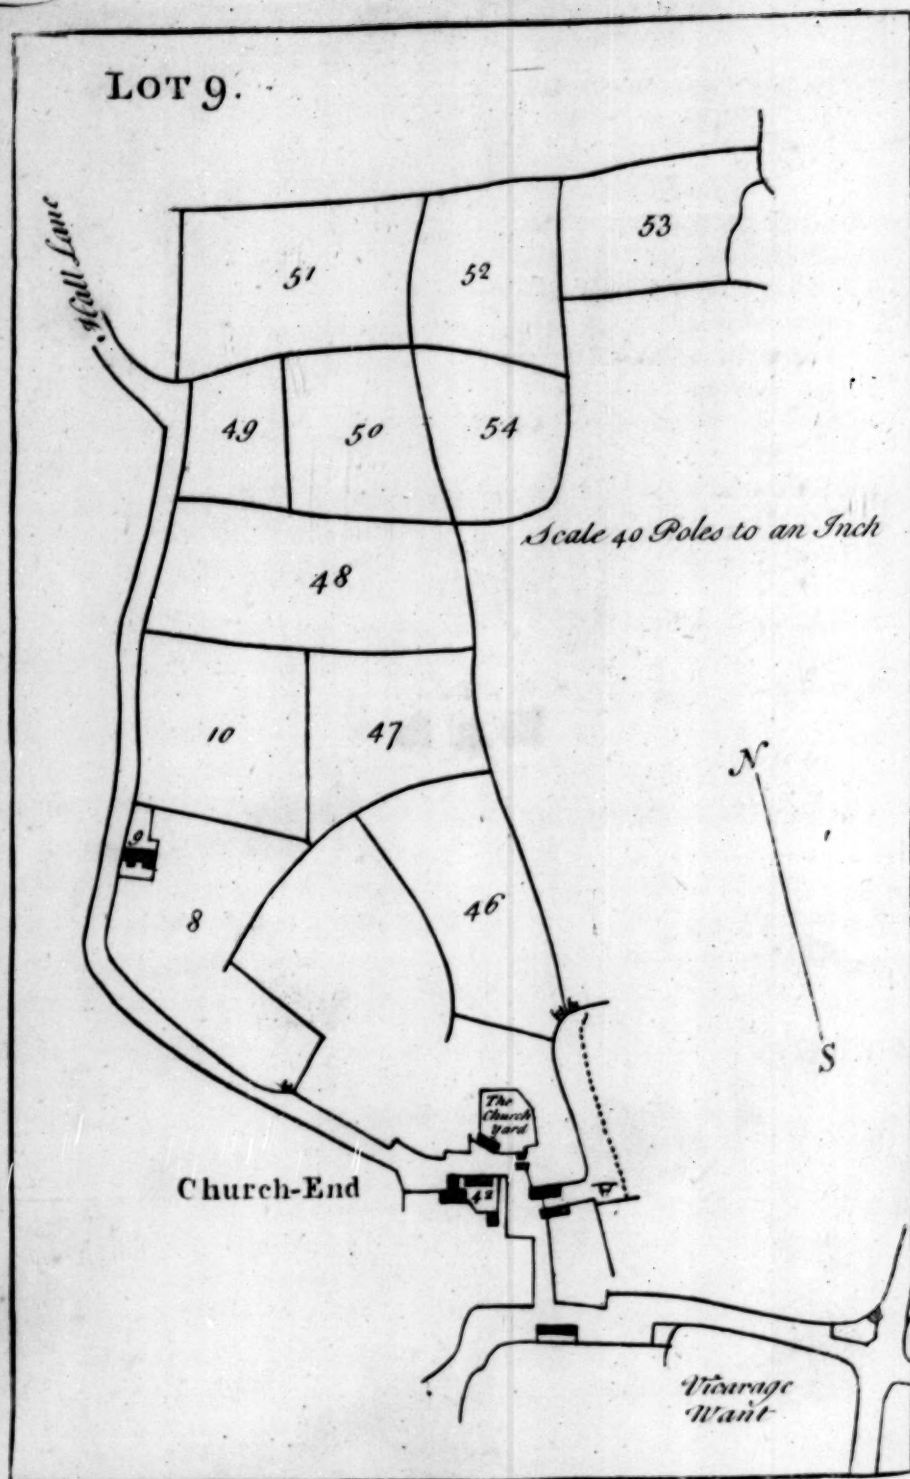 LOT 9.
Hall Lane
53
51
52
49
50
54
Scale 40 Poles to an Inch
48
10
47
N
9
8
46
S
The
Church
Yard
Church-End
42
Vicarage
Want